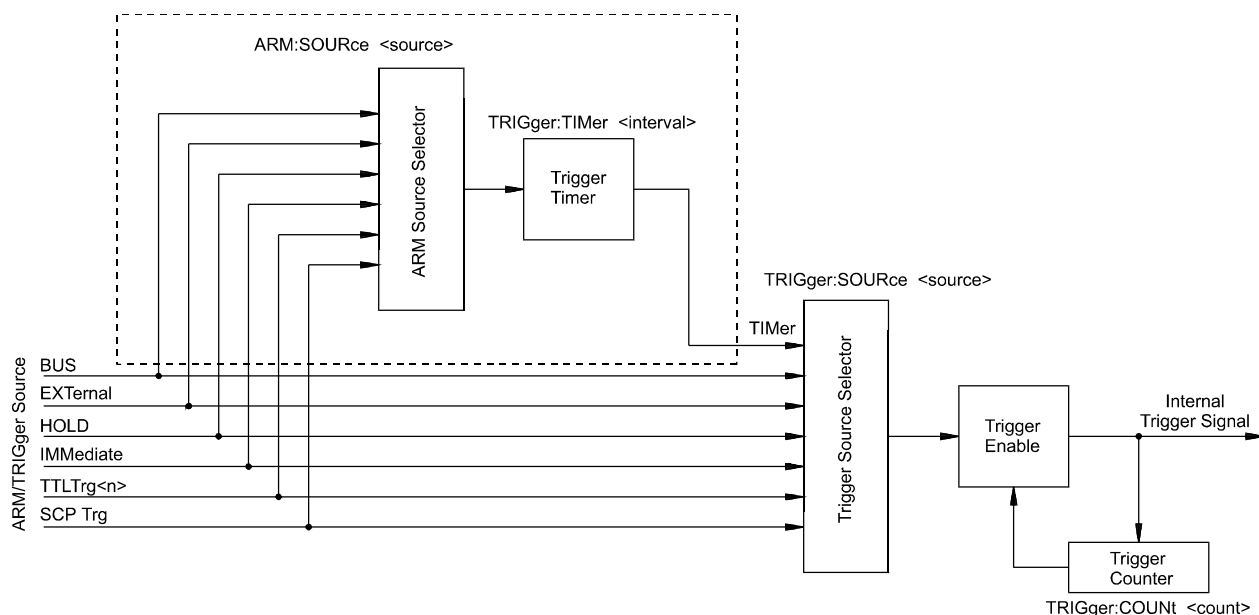 ARM:SOURce <source>
ARM Source Selector
TRIGger:TIMer <interval>
Trigger
Timer
TRIGger:SOURce <source>
TIMer
Trigger Source Selector
ARM/TRIGger Source
BUS
EXTernal
HOLD
IMMediate
TTLTrg<n>
SCP Trg
Trigger
Enable
Internal
Trigger Signal
Trigger
Counter
TRIGger:COUNt <count>